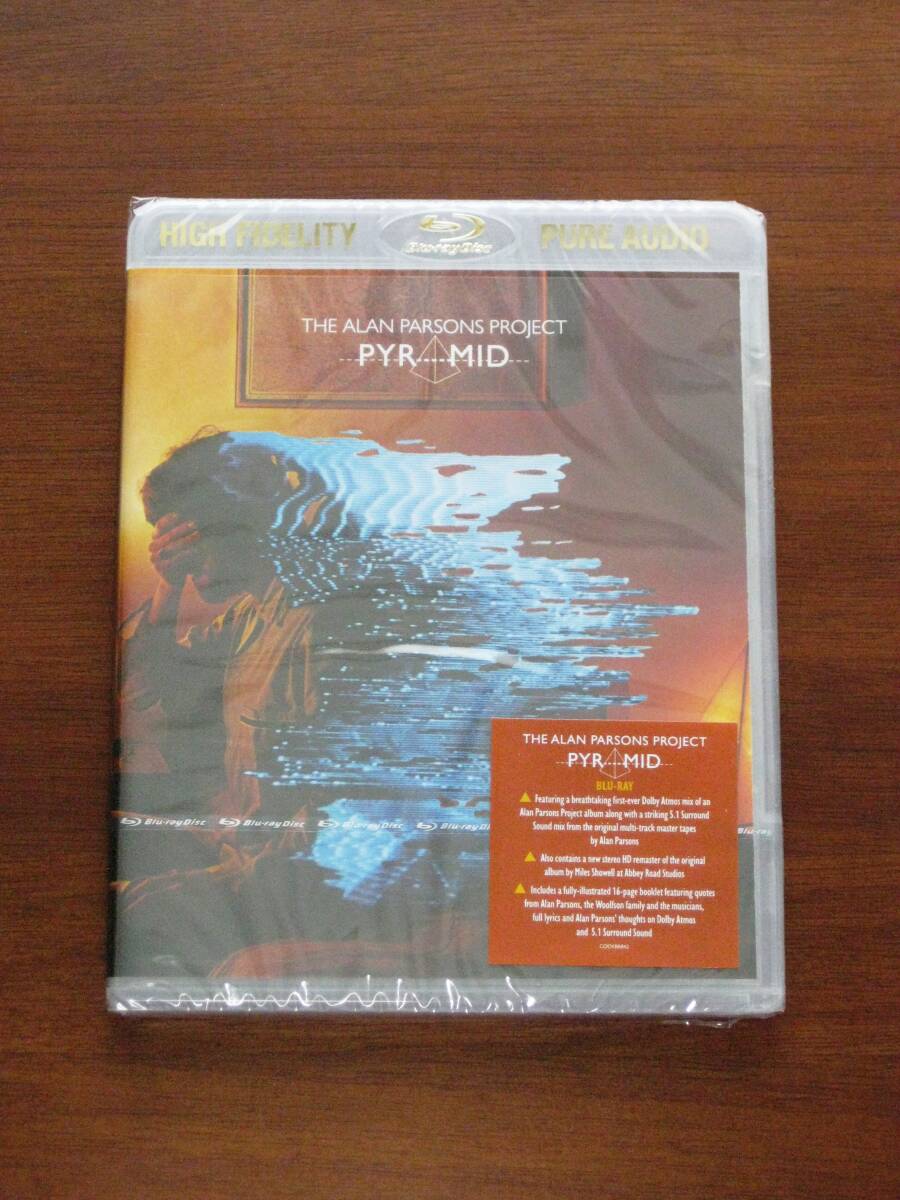 HIGH FIDELITY Blu-ray Disc PURE AUDIO
THE ALAN PARSONS PROJECT
PYRAMID
THE ALAN PARSONS PROJECT
PYRAMID
BLU-RAY
Featuring a breathtaking first-ever Dolby Atmos mix of an
Alan Parsons Project album along with a striking 5.1 Surround
Sound mix from the original multi-track master tapes
by Alan Parsons
Also contains a new stereo HD remaster of the original
album by Miles Showell at Abbey Road Studios
Includes a fully-illustrated 16-page booklet featuring quotes
from Alan Parsons, the Woolfson family and the musicians,
full lyrics and Alan Parsons' thoughts on Dolby Atmos
and 5.1 Surround Sound
Blu-ray Disc Blu-ray Disc Blu-ray Disc Blu-ray